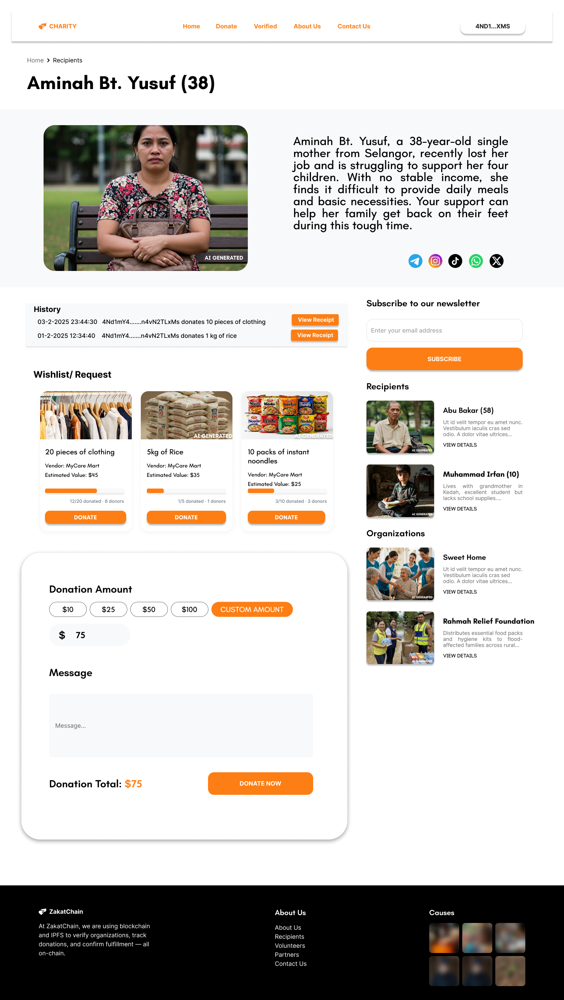 CHARITY
Home
Donate
Verified
About Us
Contact Us
4ND1...XMS
Home
Recipients
Aminah Bt. Yusuf (38)
AI GENERATED
Aminah Bt. Yusuf, a 38-year-old single
mother from Selangor, recently lost her
job and is struggling to support her four
children. With no stable income, she
finds it difficult to provide daily meals
and basic necessities. Your support can
help her family get back on their feet
during this tough time.
History
03-2-2025 23:44:30 4Nd1mY4.......n4vN2TLxMs donates 10 pieces of clothing
View Receipt
01-2-2025 12:34:40 4Nd1mY4.......n4vN2TLxMs donates 1 kg of rice
View Receipt
Wishlist/ Request
20 pieces of clothing
Vendor: MyCare Mart
Estimated Value: $45
12/20 donated · 6 donors
DONATE
AI GENERATED
5kg of Rice
Vendor: MyCare Mart
Estimated Value: $35
1/5 donated · 1 donors
DONATE
AI GENERATED
10 packs of instant
noondles
Vendor: MyCare Mart
Estimated Value: $25
3/10 donated · 3 donors
DONATE
Donation Amount
$10
$25
$50
$100
CUSTOM AMOUNT
$ 75
Message
Message...
Donation Total: $75
DONATE NOW
Subscribe to our newsletter
Enter your email address
SUBSCRIBE
Recipients
AI GENERATED
Abu Bakar (58)
Ut id velit tempor eu amet nunc.
Vestibulum iaculis cras sed
odio. A dolor vitae ultrices...
VIEW DETAILS
AI GENERATED
Muhammad Irfan (10)
Lives with grandmother in
Kedah, excellent student but
lacks school supplies....
VIEW DETAILS
Organizations
AI GENERATED
Sweet Home
Ut id velit tempor eu amet nunc.
Vestibulum iaculis cras sed
odio. A dolor vitae ultrices...
VIEW DETAILS
AI GENERATED
Rahmah Relief Foundation
Distributes essential food packs
and hygiene kits to flood-
affected families across rural...
VIEW DETAILS
ZakatChain
At ZakatChain, we are using blockchain
and IPFS to verify organizations, track
donations, and confirm fulfillment — all
on-chain.
About Us
About Us
Recipients
Volunteers
Partners
Contact Us
Causes